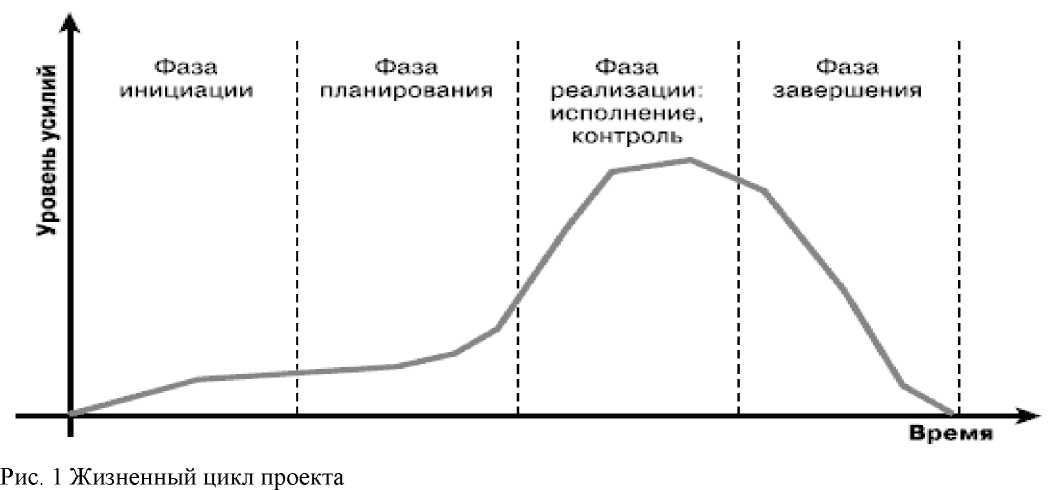 Уровень усилий
Фаза
инициации
Фаза
планирования
Фаза
реализации:
исполнение,
контроль
Фаза
завершения
Время
Рис. 1 Жизненный цикл проекта